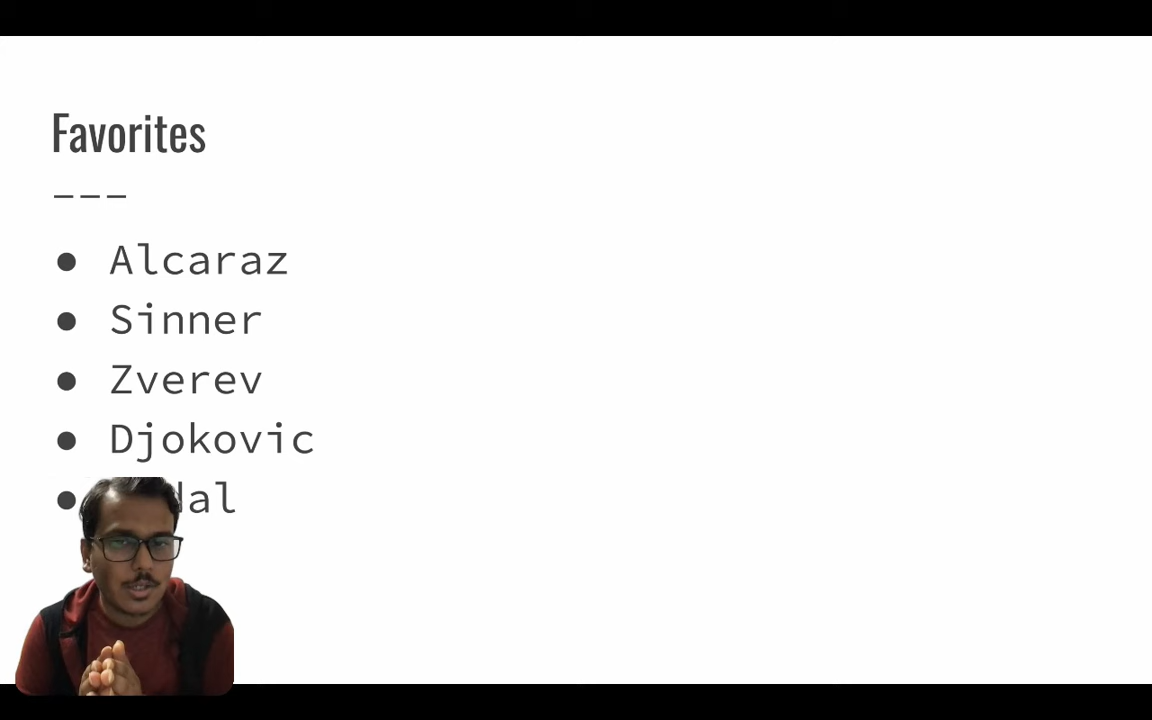 Favorites
---
● Alcaraz
● Sinner
● Zverev
● Djokovic